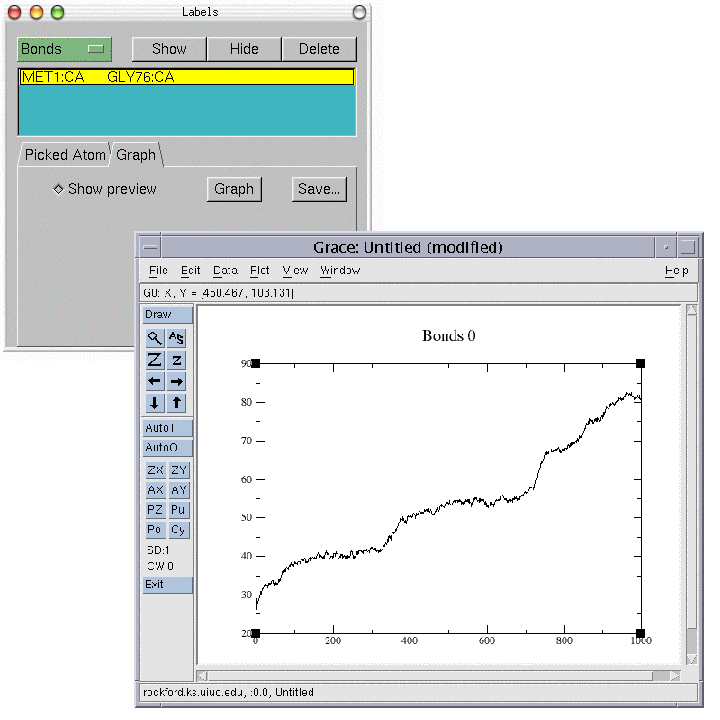 Labels
Bonds Show Hide Delete
MET1:CA GLY76:CA
Picked Atom Graph
Show preview Graph Save...
Grace: Untitled (modified)
File Edit Data Plot View Window Help
G0: X, Y = [450.467, 103.131]
Draw
AS
Z z
AutoT
AutoO
ZX ZY
AX AY
PZ Pu
Po Cy
SD:1
CW:0
Exit
Bonds 0
90
80
70
60
50
40
30
20
0 200 400 600 800 1000
rockford.ks.uiuc.edu, :0.0, Untitled